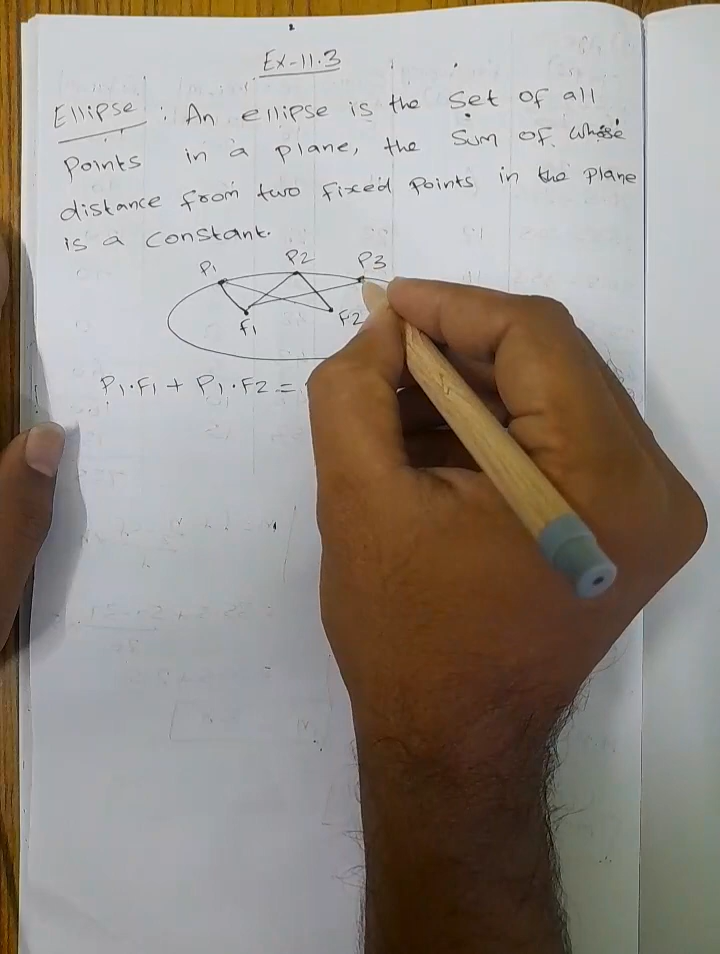 Ex-11.3
Ellipse : An ellipse is the set of all
Points in a plane, the sum of whose
distance from two fixed points in the plane
is a constant.
P1 P2 P3
F1 F2
P1·F1 + P1·F2 =